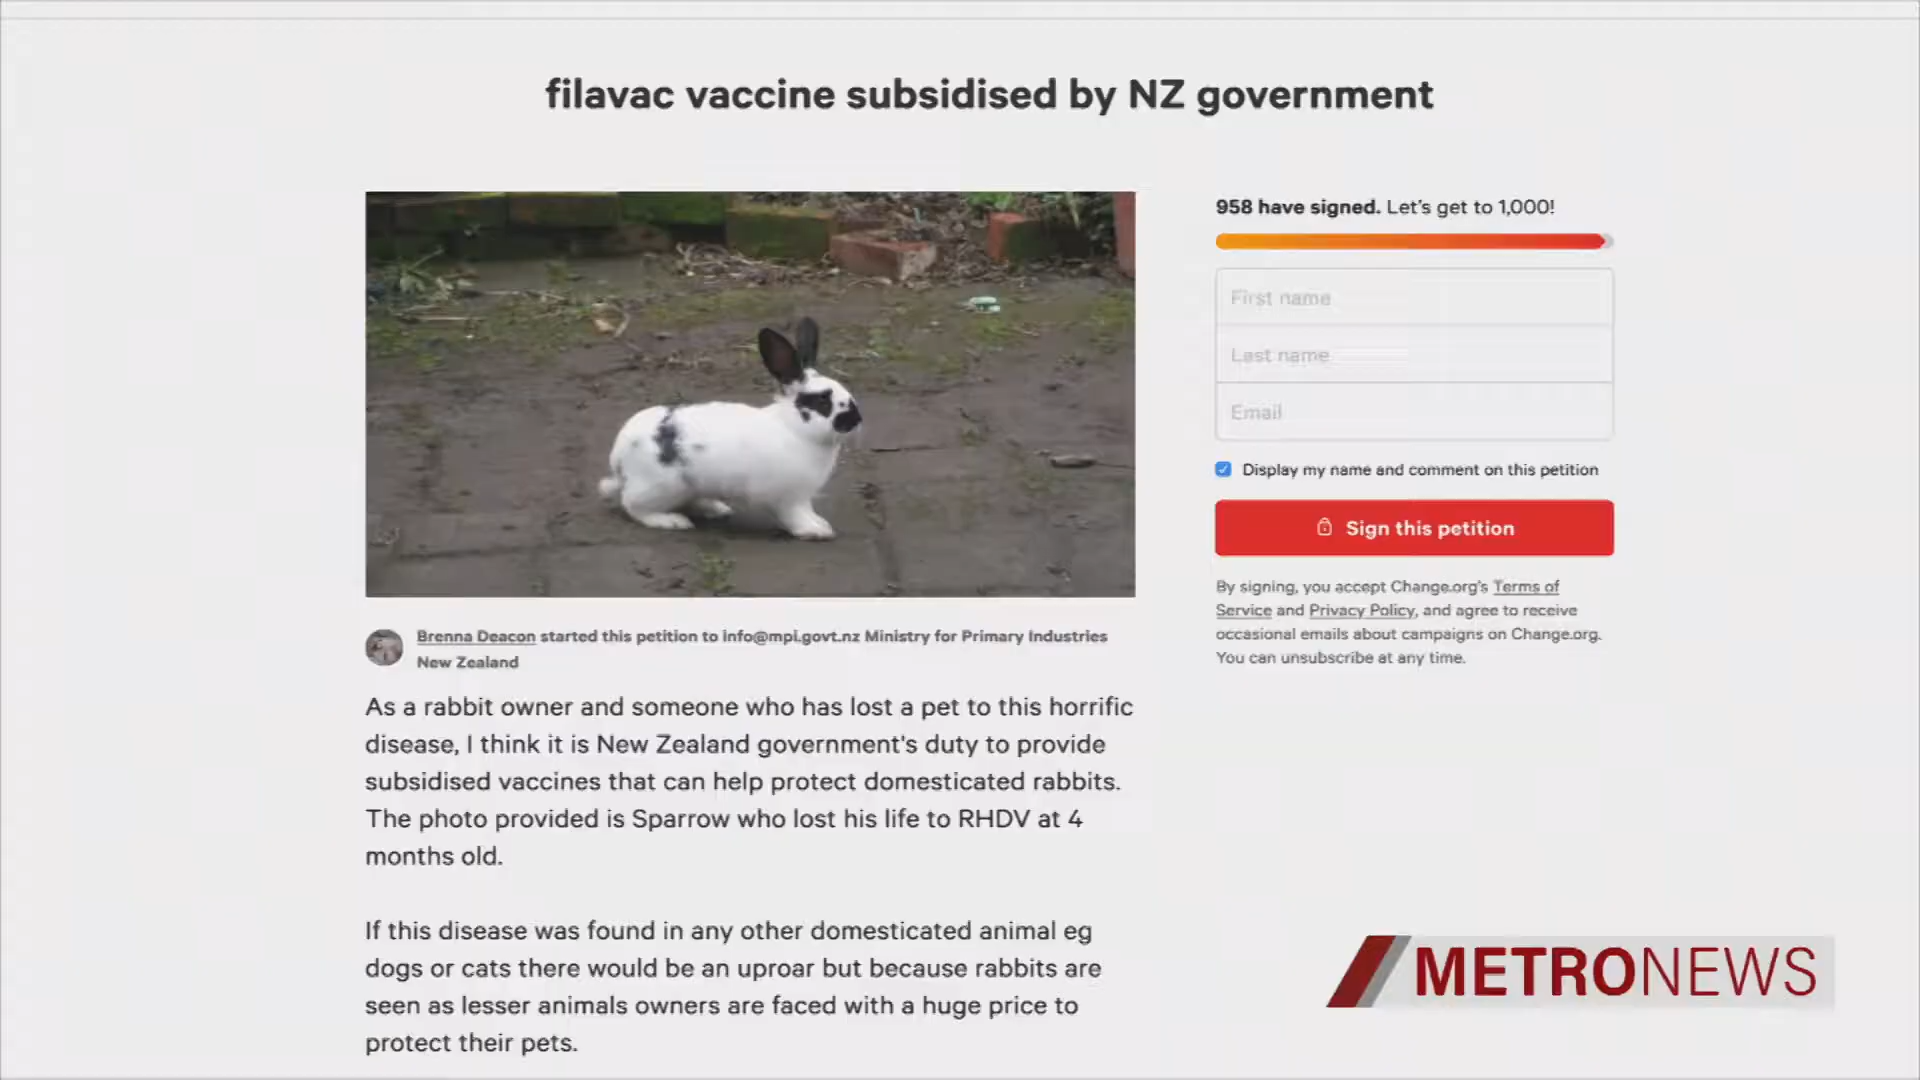 filavac vaccine subsidised by NZ government
958 have signed. Let's get to 1,000!
First name
Last name
Email
Display my name and comment on this petition
Sign this petition
By signing, you accept Change.org's Terms of
Service and Privacy Policy, and agree to receive
occasional emails about campaigns on Change.org.
You can unsubscribe at any time.
Brenna Deacon started this petition to info@mpi.govt.nz Ministry for Primary Industries
New Zealand
As a rabbit owner and someone who has lost a pet to this horrific
disease, I think it is New Zealand government's duty to provide
subsidised vaccines that can help protect domesticated rabbits.
The photo provided is Sparrow who lost his life to RHDV at 4
months old.
If this disease was found in any other domesticated animal eg
dogs or cats there would be an uproar but because rabbits are
seen as lesser animals owners are faced with a huge price to
protect their pets.
METRONEWS